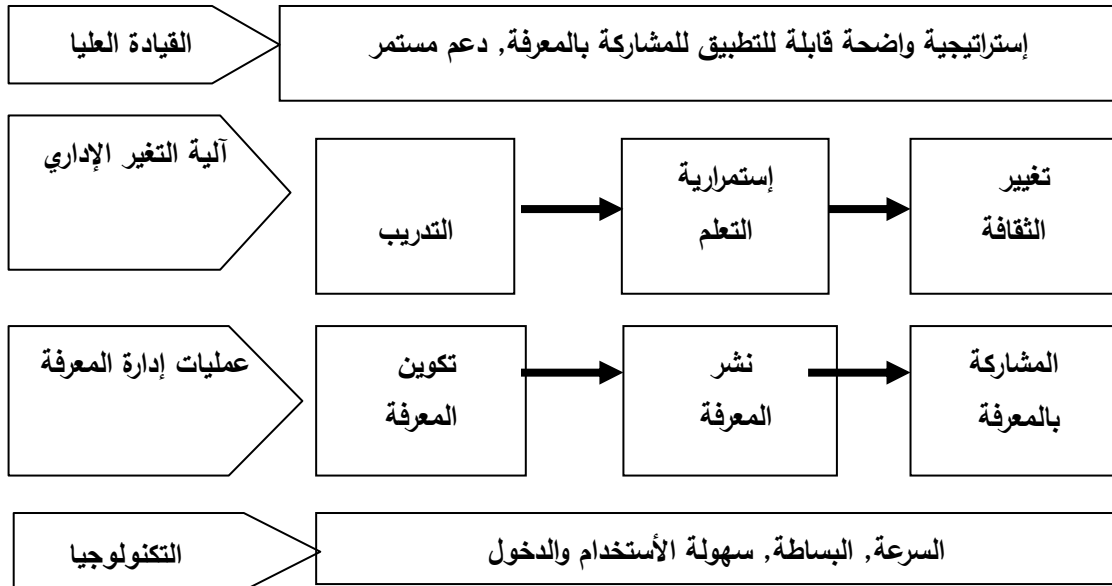 القيادة العليا
إستراتيجية واضحة قابلة للتطبيق للمشاركة بالمعرفة, دعم مستمر
آلية التغير الإداري
التدريب
إستمرارية
التعلم
تغيير
الثقافة
عمليات إدارة المعرفة
تكوين
المعرفة
نشر
المعرفة
المشاركة
بالمعرفة
التكنولوجيا
السرعة, البساطة, سهولة الأستخدام والدخول